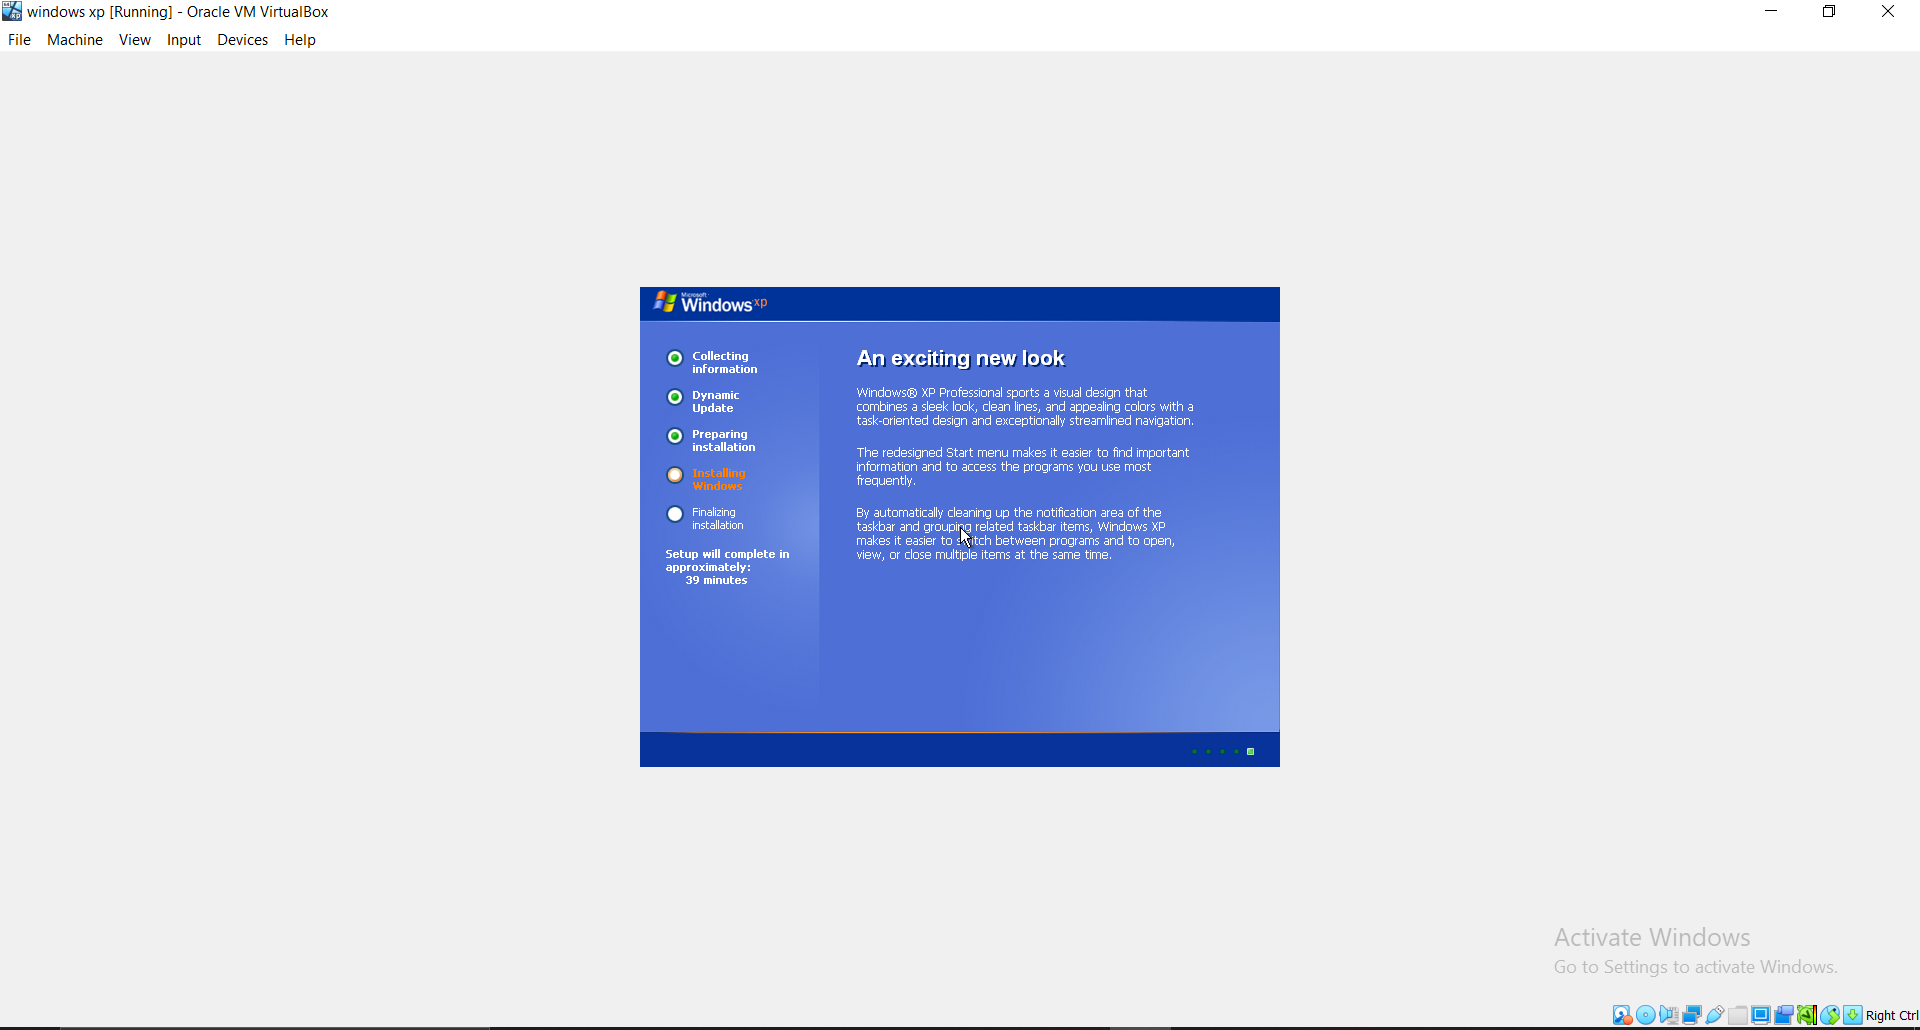 windows xp [Running] - Oracle VM VirtualBox
File Machine View Input Devices Help
Microsoft
Windows xp
Collecting
information
Dynamic
Update
Preparing
installation
Installing
Windows
Finalizing
installation
Setup will complete in
approximately:
39 minutes
An exciting new look
Windows® XP Professional sports a visual design that
combines a sleek look, clean lines, and appealing colors with a
task-oriented design and exceptionally streamlined navigation.
The redesigned Start menu makes it easier to find important
information and to access the programs you use most
frequently.
By automatically cleaning up the notification area of the
taskbar and grouping related taskbar items, Windows XP
makes it easier to switch between programs and to open,
view, or close multiple items at the same time.
Activate Windows
Go to Settings to activate Windows.
Right Ctrl